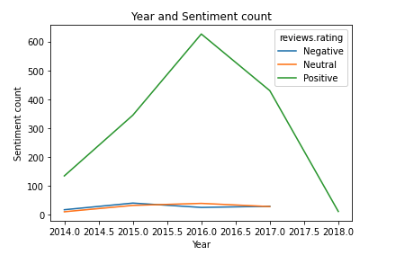 Year and Sentiment count
reviews.rating
Negative
Neutral
Positive
Sentiment count
600
500
400
300
200
100
0
2014.0 2014.5 2015.0 2015.5 2016.0 2016.5 2017.0 2017.5 2018.0
Year